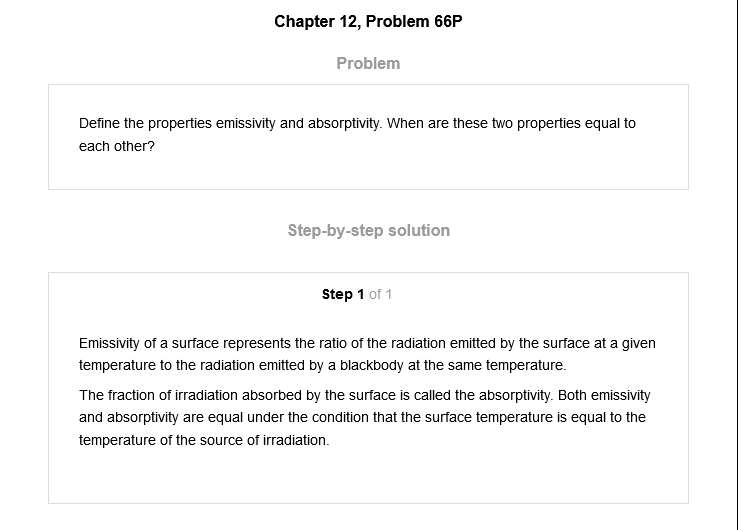 Chapter 12, Problem 66P
Problem
Define the properties emissivity and absorptivity. When are these two properties equal to
each other?
Step-by-step solution
Step 1 of 1
Emissivity of a surface represents the ratio of the radiation emitted by the surface at a given
temperature to the radiation emitted by a blackbody at the same temperature.
The fraction of irradiation absorbed by the surface is called the absorptivity. Both emissivity
and absorptivity are equal under the condition that the surface temperature is equal to the
temperature of the source of irradiation.